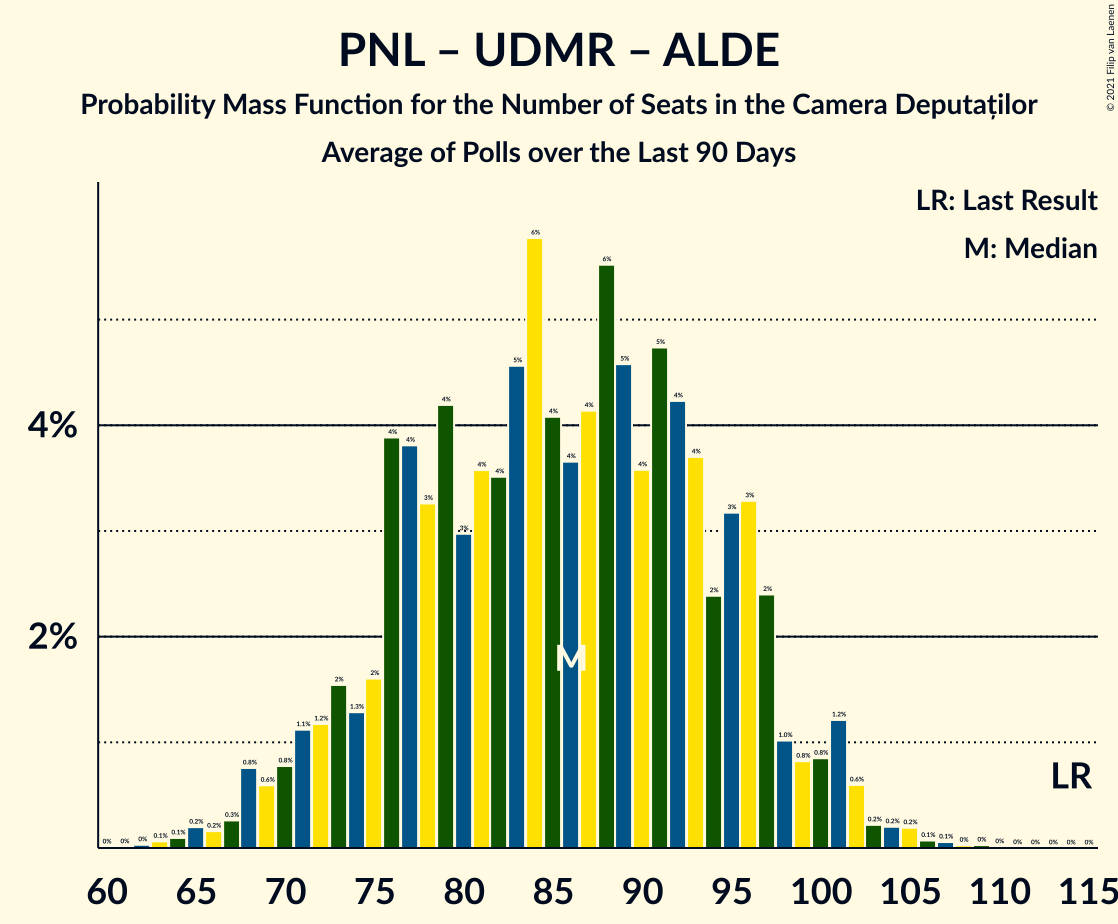 PNL – UDMR – ALDE
Probability Mass Function for the Number of Seats in the Camera Deputaților
Average of Polls over the Last 90 Days
© 2021 Filip van Laenen
LR: Last Result
M: Median
4%
2%
0% 0% 0% 0.1% 0.1% 0.2% 0.2% 0.3% 0.8% 0.6% 0.8% 1.1% 1.2% 2% 1.3% 2% 4% 4% 3% 4% 3% 4% 4% 5% 6% 4% 4% 4% 6% 5% 4% 5% 4% 4% 2% 3% 3% 2% 1.0% 0.8% 0.8% 1.2% 0.6% 0.2% 0.2% 0.2% 0.1% 0.1% 0% 0% 0% 0% 0% 0% 0% 0%
M
LR
60 65 70 75 80 85 90 95 100 105 110 115